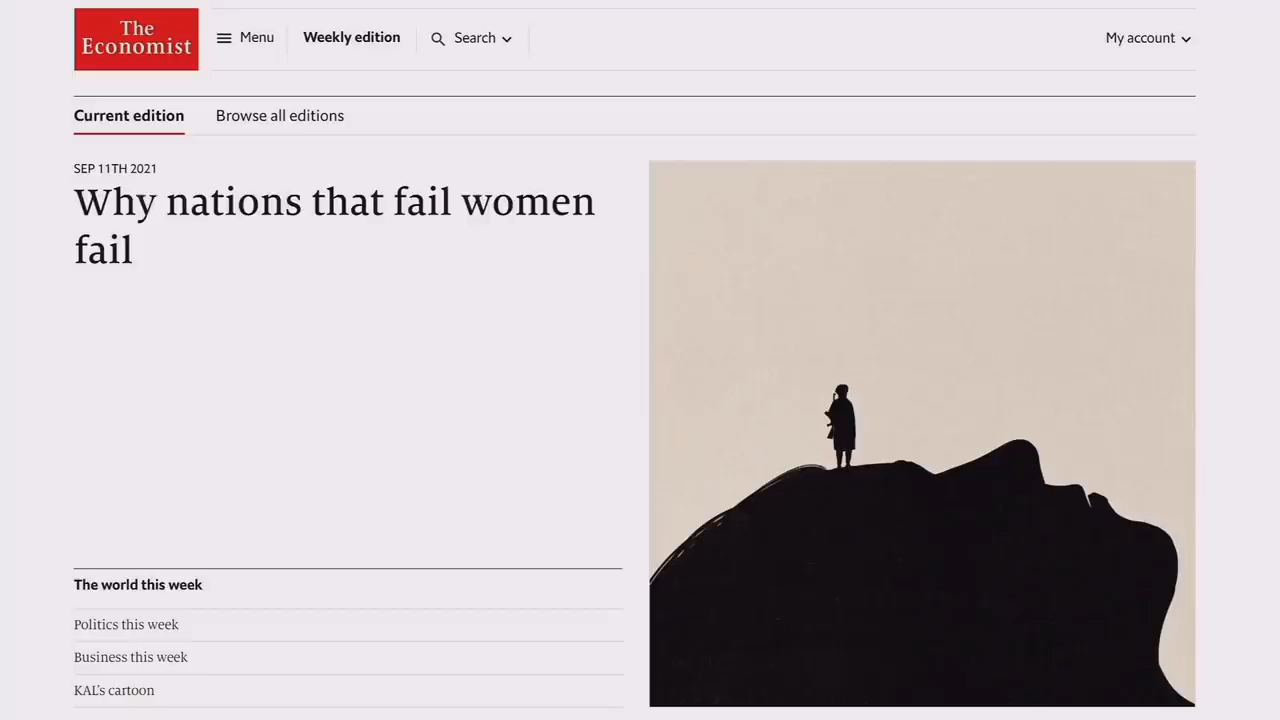 The
Economist
Menu
Weekly edition
Search
My account
Current edition
Browse all editions
SEP 11TH 2021
Why nations that fail women
fail
The world this week
Politics this week
Business this week
KAL's cartoon